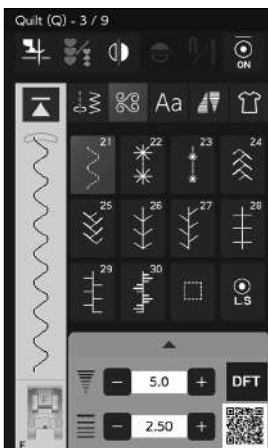 Quilt (Q) - 3 / 9
ON
Aa
21 22 23 24
25 26 27 28
29 30
L.S
- 5.0 + DFT
- 2.50 +
F